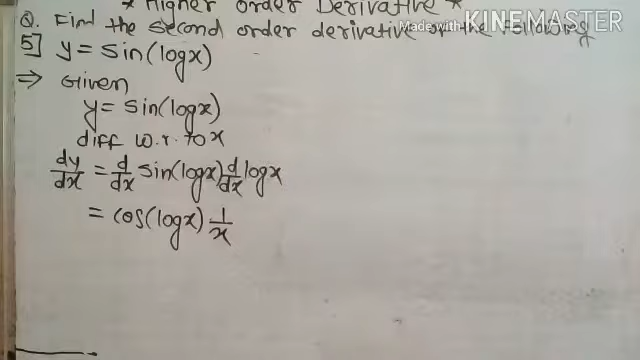 * Higher order Derivative *
Made with KINEMASTER
Q. Find the second order derivative of the following
5] y = sin(logx)
⇒ Given
y = sin(logx)
diff w.r. to x
dy/dx = d/dx sin(logx) d/dx logx
= cos(logx) 1/x